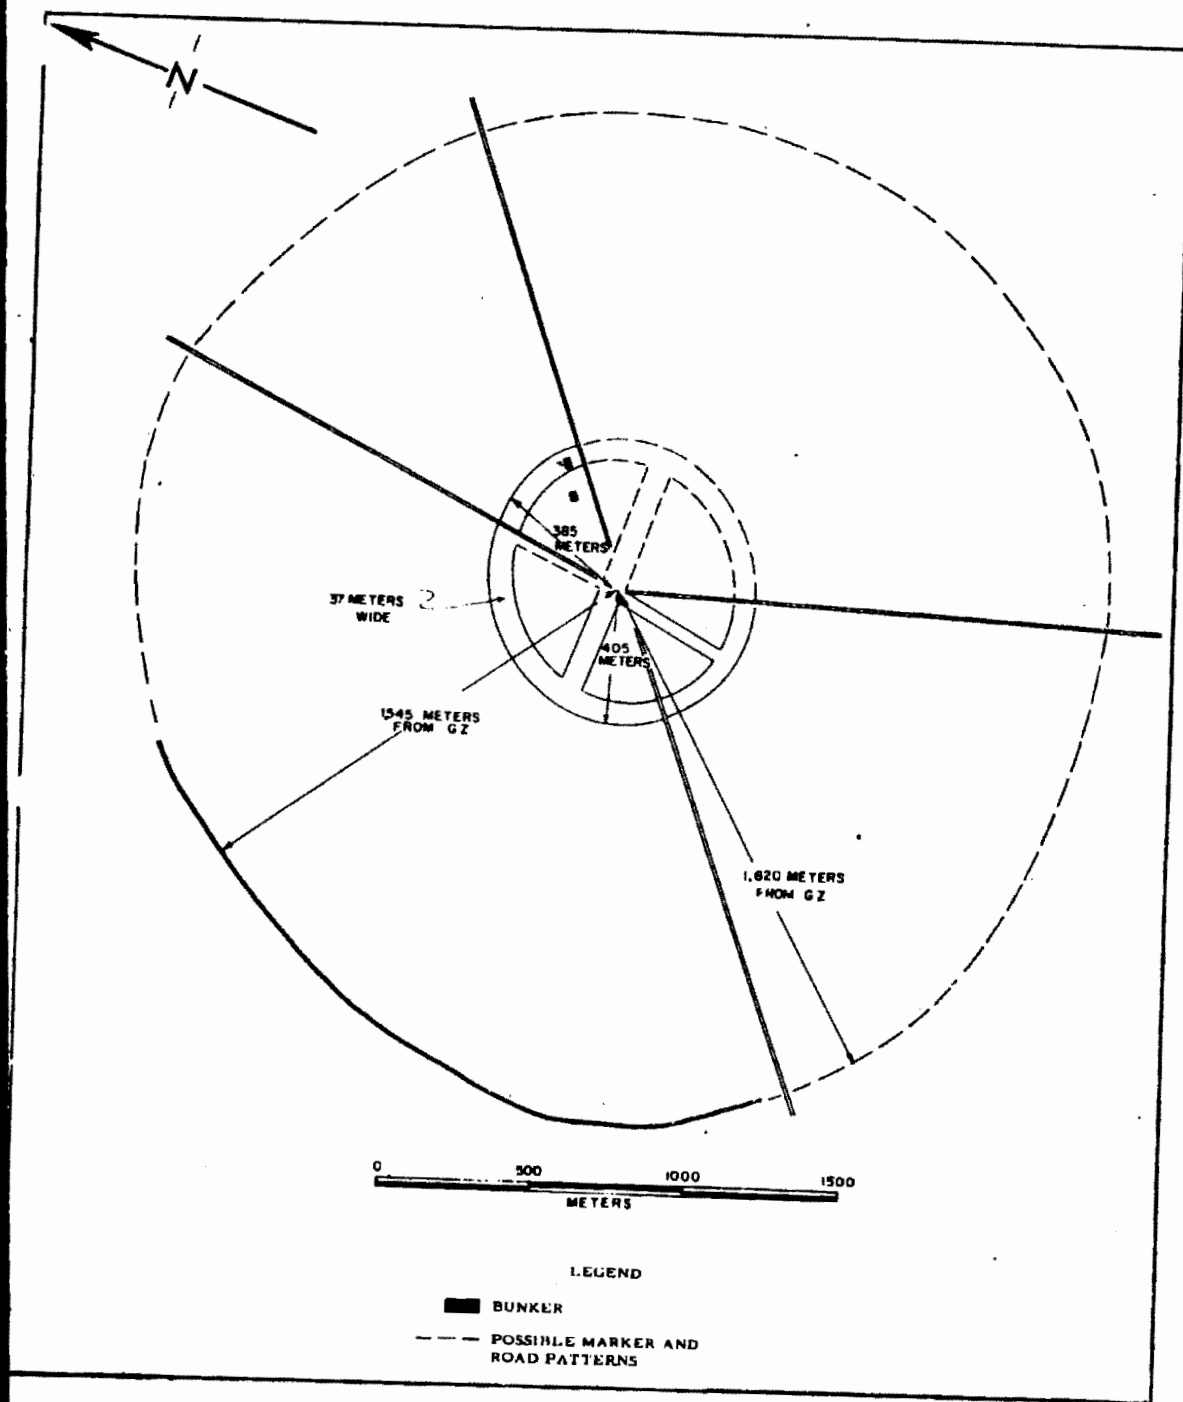 N
385
METERS
37 METERS
WIDE
2
405
METERS
1545 METERS
FROM GZ
1,620 METERS
FROM GZ
0 500 1000 1500
METERS
LEGEND
BUNKER
POSSIBLE MARKER AND
ROAD PATTERNS